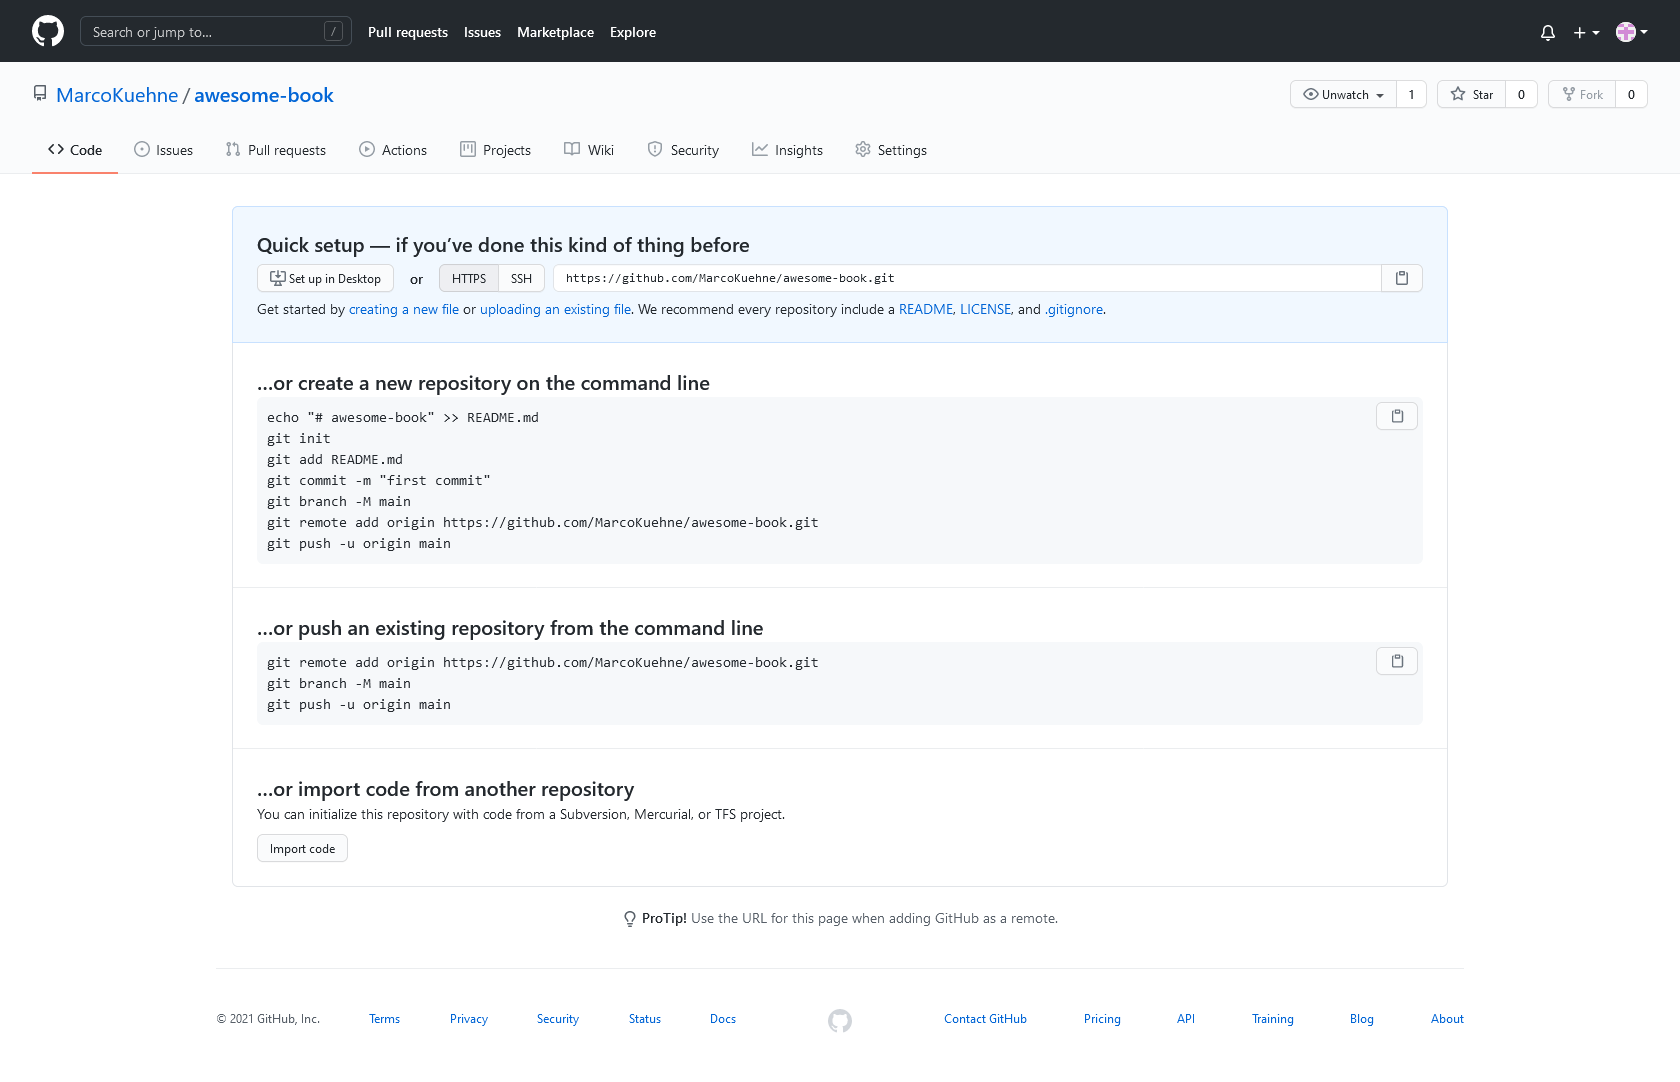 Search or jump to... /
Pull requests Issues Marketplace Explore
MarcoKuehne / awesome-book
Unwatch 1 Star 0 Fork 0
Code Issues Pull requests Actions Projects Wiki Security Insights Settings
Quick setup — if you’ve done this kind of thing before
Set up in Desktop or HTTPS SSH https://github.com/MarcoKuehne/awesome-book.git
Get started by creating a new file or uploading an existing file. We recommend every repository include a README, LICENSE, and .gitignore.
…or create a new repository on the command line
echo "# awesome-book" >> README.md
git init
git add README.md
git commit -m "first commit"
git branch -M main
git remote add origin https://github.com/MarcoKuehne/awesome-book.git
git push -u origin main
…or push an existing repository from the command line
git remote add origin https://github.com/MarcoKuehne/awesome-book.git
git branch -M main
git push -u origin main
…or import code from another repository
You can initialize this repository with code from a Subversion, Mercurial, or TFS project.
Import code
ProTip! Use the URL for this page when adding GitHub as a remote.
© 2021 GitHub, Inc. Terms Privacy Security Status Docs Contact GitHub Pricing API Training Blog About